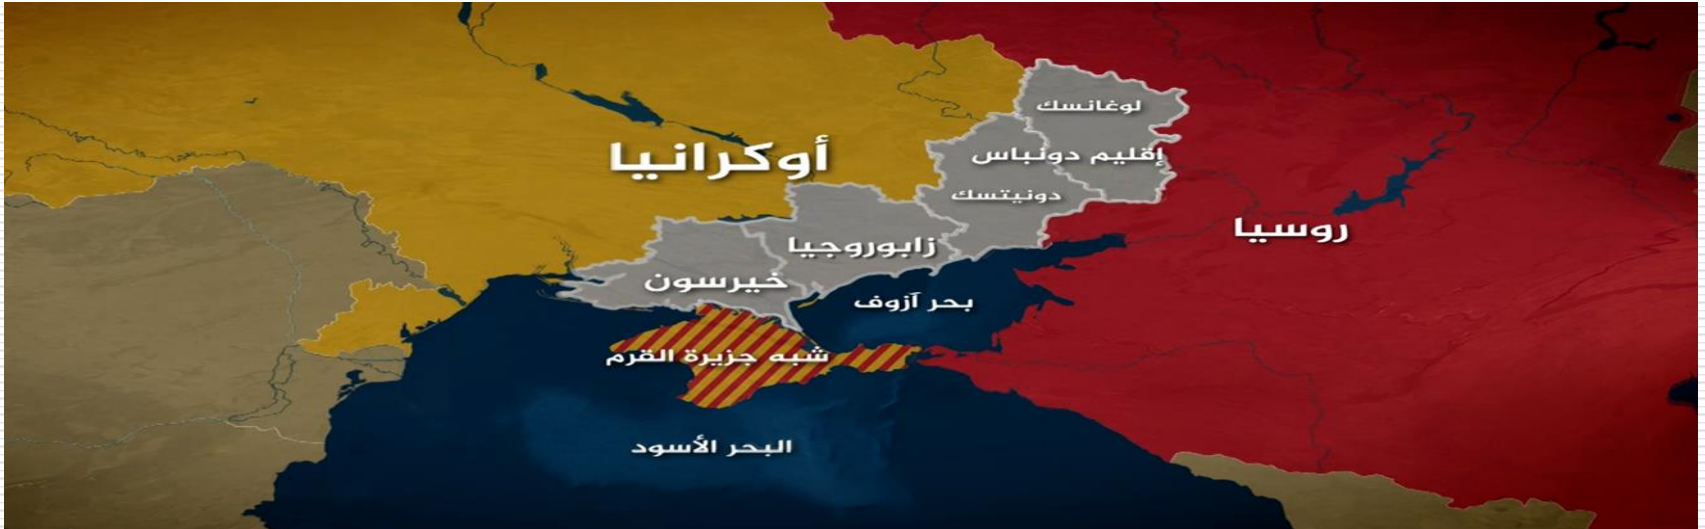 لوغانسك
إقليم دونباس
أوكرانيا
دونيتسك
روسيا
زابوروجيا
خيرسون
بحر آزوف
شبه جزيرة القرم
البحر الأسود